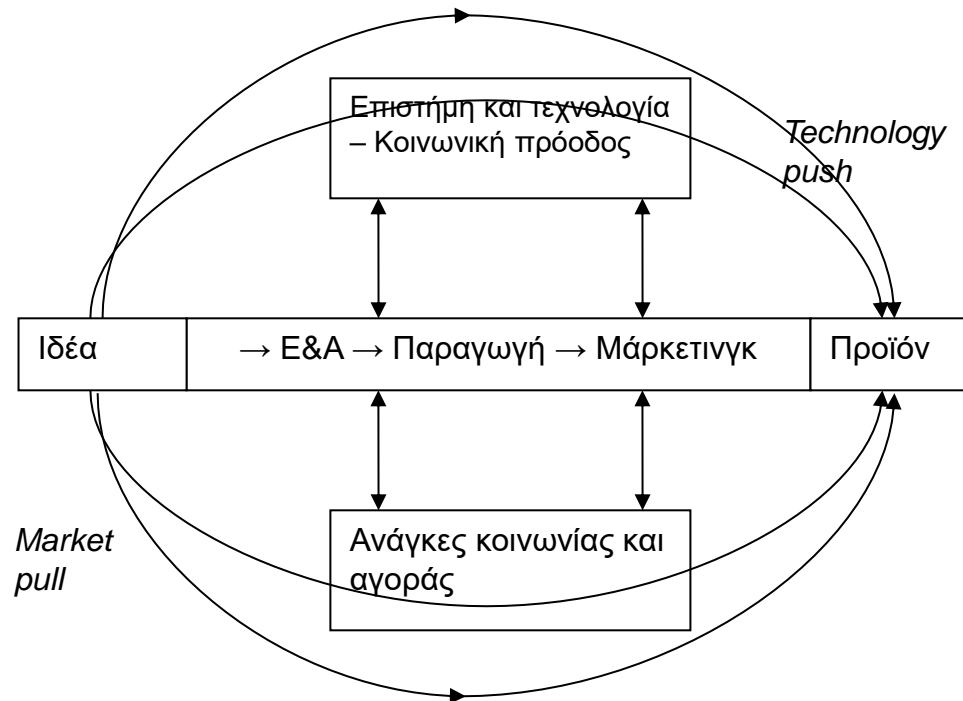 Επιστήμη και τεχνολογία
– Κοινωνική πρόοδος
Technology
push
Ιδέα
→ Ε&Α → Παραγωγή → Μάρκετινγκ
Προϊόν
Market
pull
Ανάγκες κοινωνίας και
αγοράς